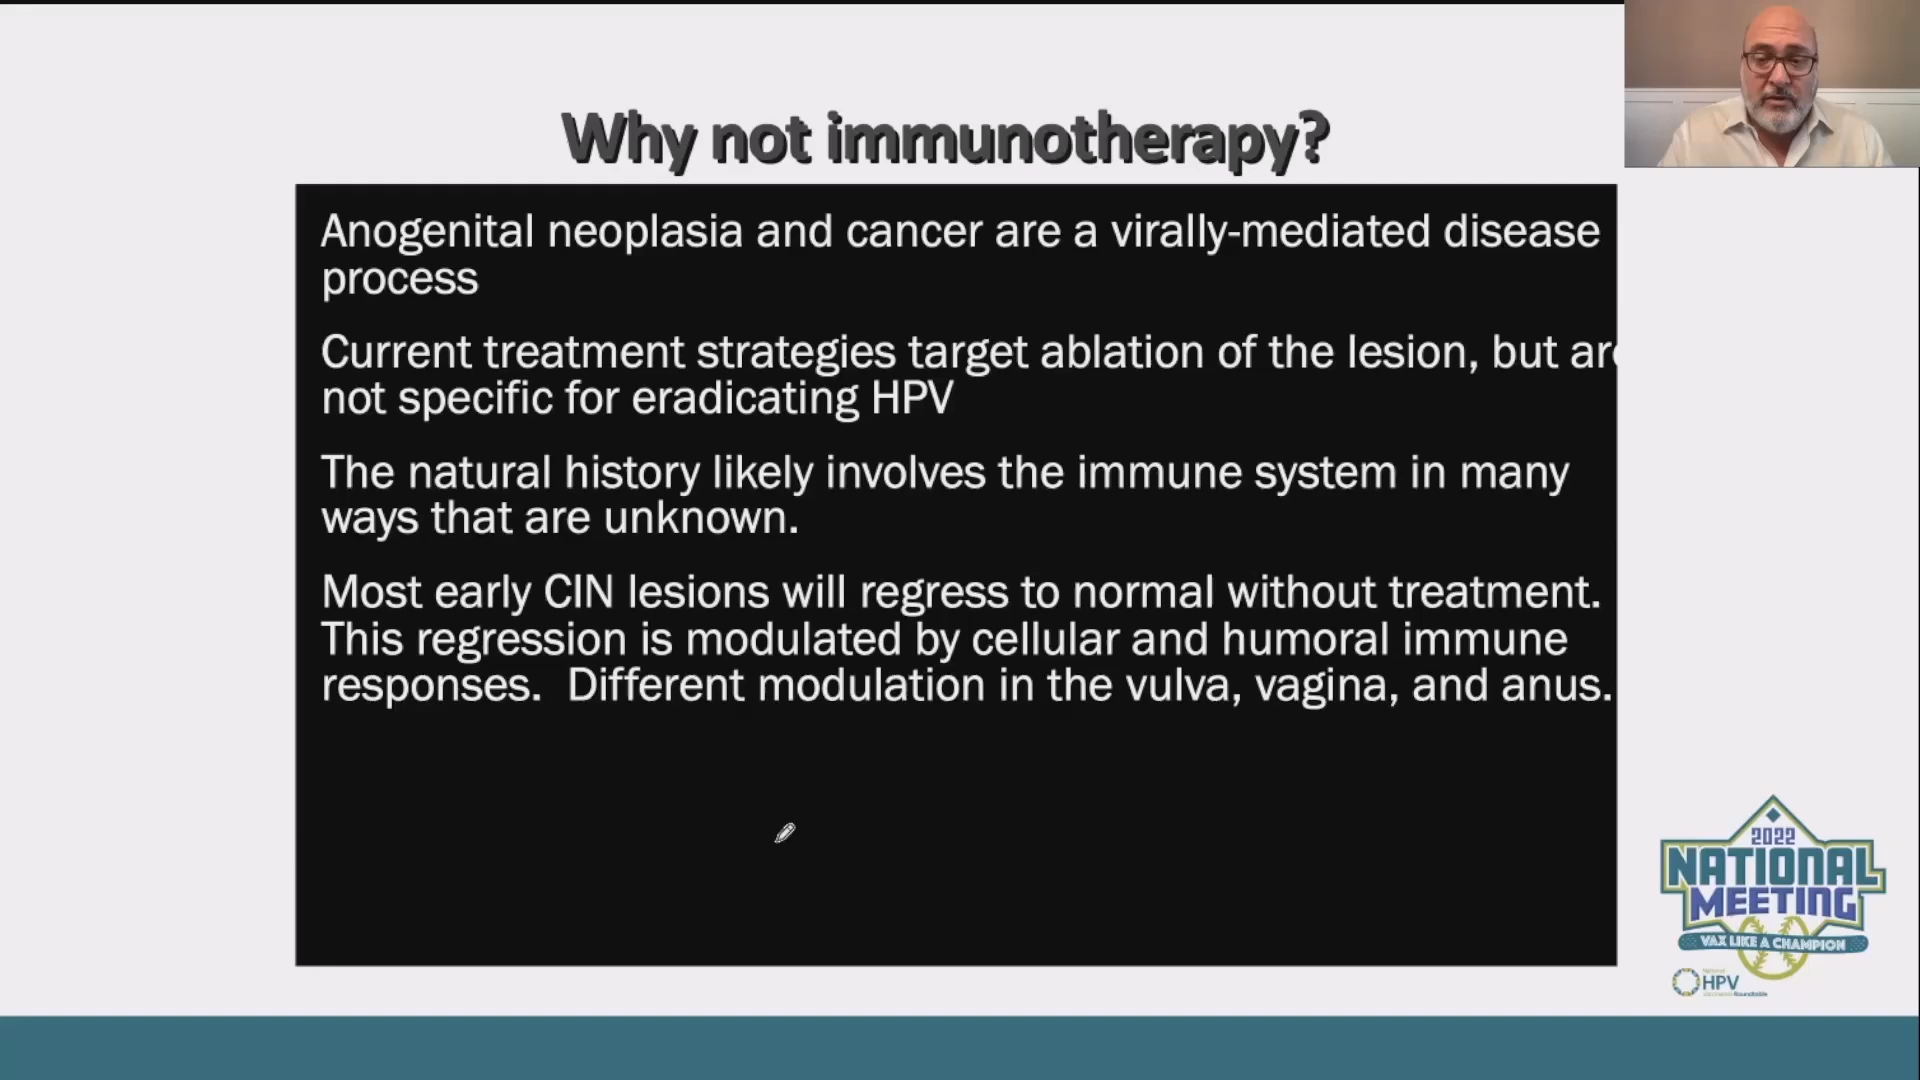 Why not immunotherapy?
Anogenital neoplasia and cancer are a virally-mediated disease
process
Current treatment strategies target ablation of the lesion, but are
not specific for eradicating HPV
The natural history likely involves the immune system in many
ways that are unknown.
Most early CIN lesions will regress to normal without treatment.
This regression is modulated by cellular and humoral immune
responses.  Different modulation in the vulva, vagina, and anus.
2022
NATIONAL
MEETING
VAX LIKE A CHAMPION
HPV
Roundtable